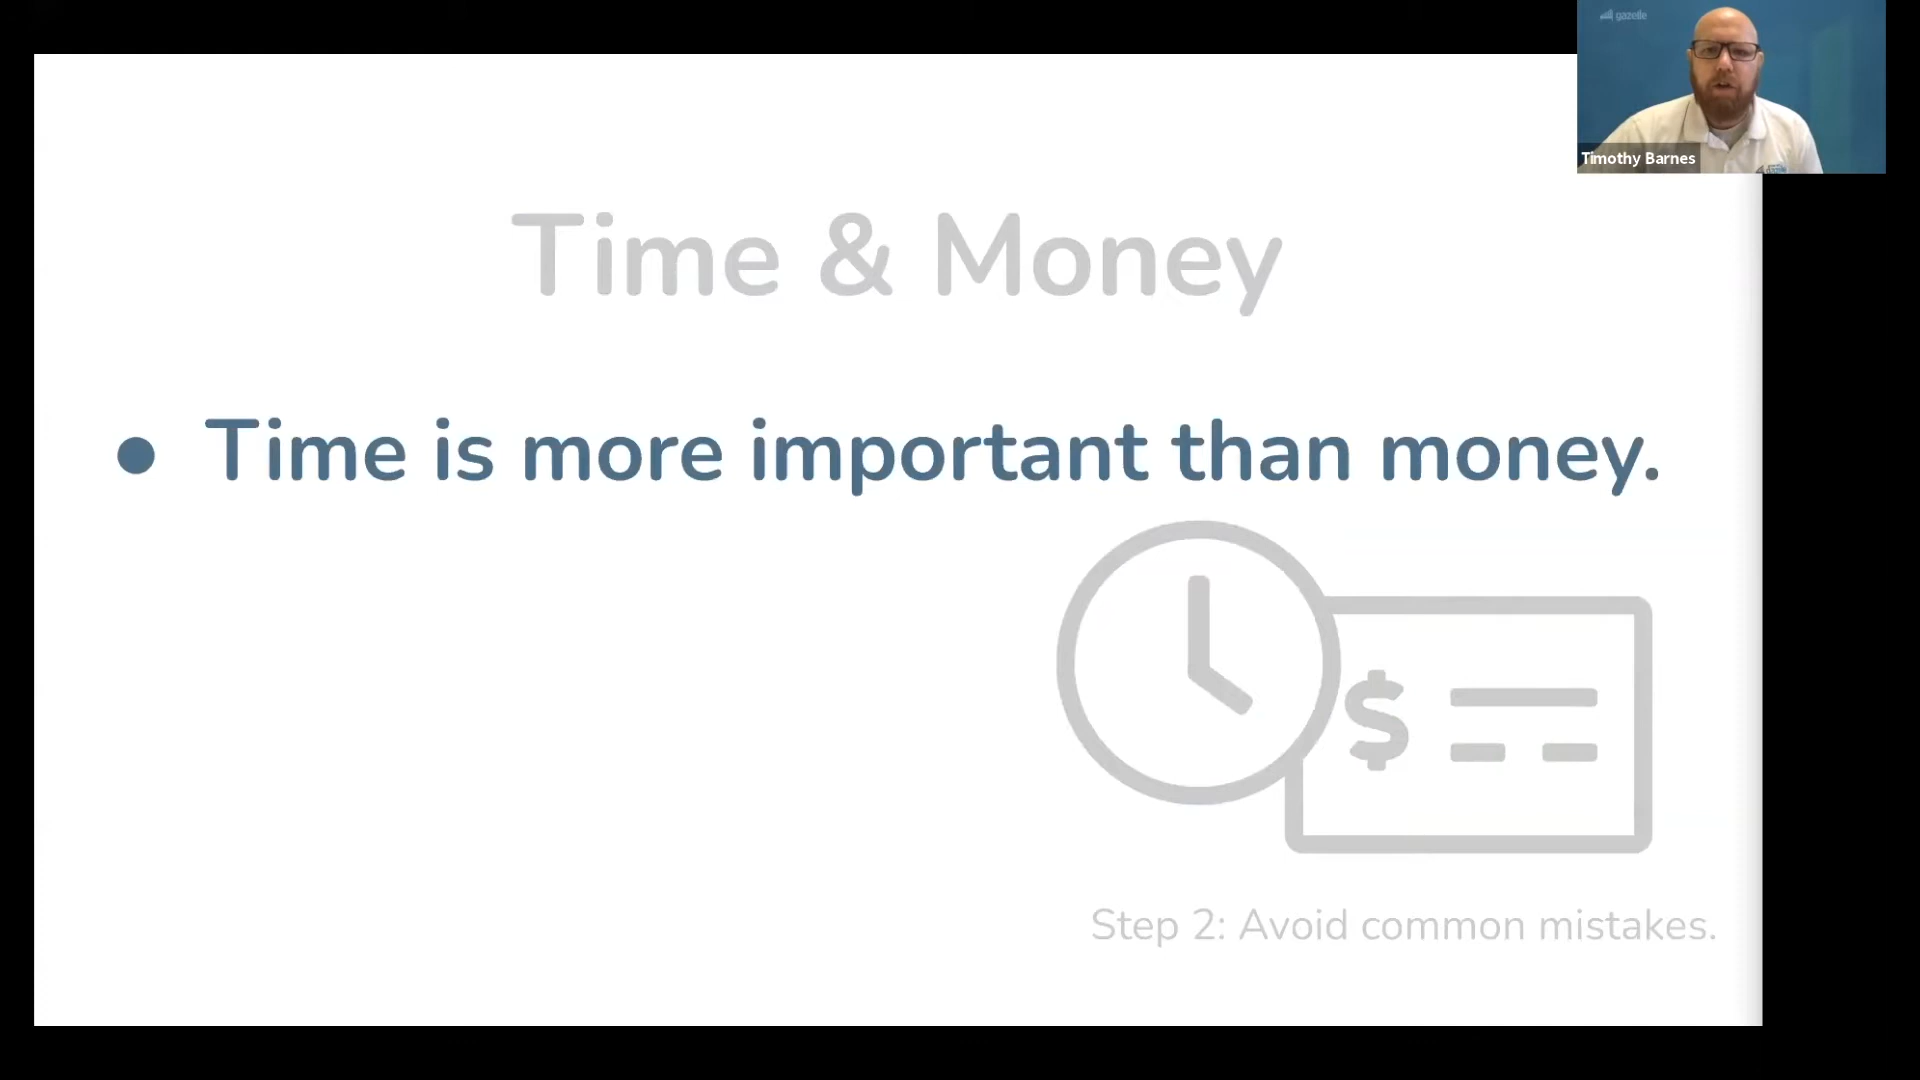 gazelle
Timothy Barnes
Time & Money
● Time is more important than money.
$
Step 2: Avoid common mistakes.